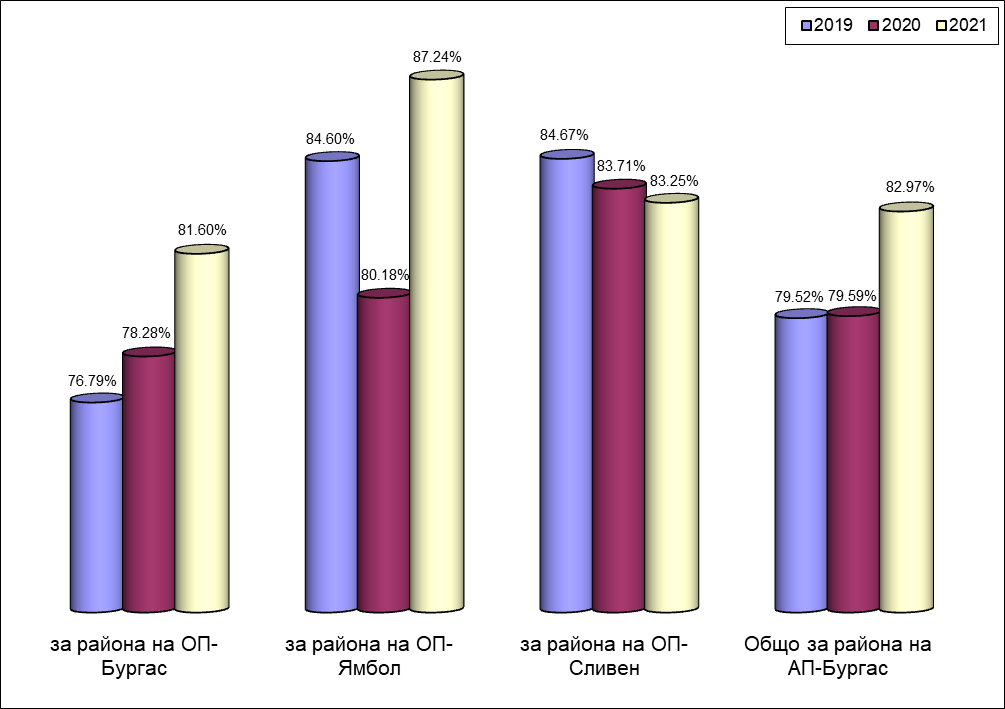 2019 2020 2021
87.24%
84.60%
84.67%
83.71%
83.25%
82.97%
81.60%
80.18%
79.52%
79.59%
78.28%
76.79%
за района на ОП-
Бургас
за района на ОП-
Ямбол
за района на ОП-
Сливен
Общо за района на
АП-Бургас